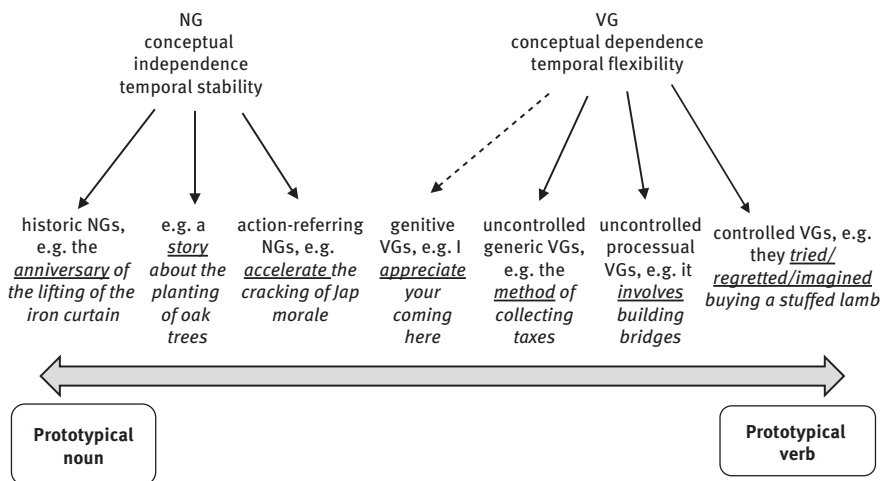 NG
conceptual
independence
temporal stability
VG
conceptual dependence
temporal flexibility
historic NGs,
e.g. the
anniversary of
the lifting of the
iron curtain
e.g. a
story
about the
planting
of oak
trees
action-referring
NGs, e.g.
accelerate the
cracking of Jap
morale
genitive
VGs, e.g. I
appreciate
your
coming
here
uncontrolled
generic VGs,
e.g. the
method of
collecting
taxes
uncontrolled
processual
VGs, e.g. it
involves
building
bridges
controlled VGs, e.g.
they tried/
regretted/imagined
buying a stuffed lamb
Prototypical
noun
Prototypical
verb